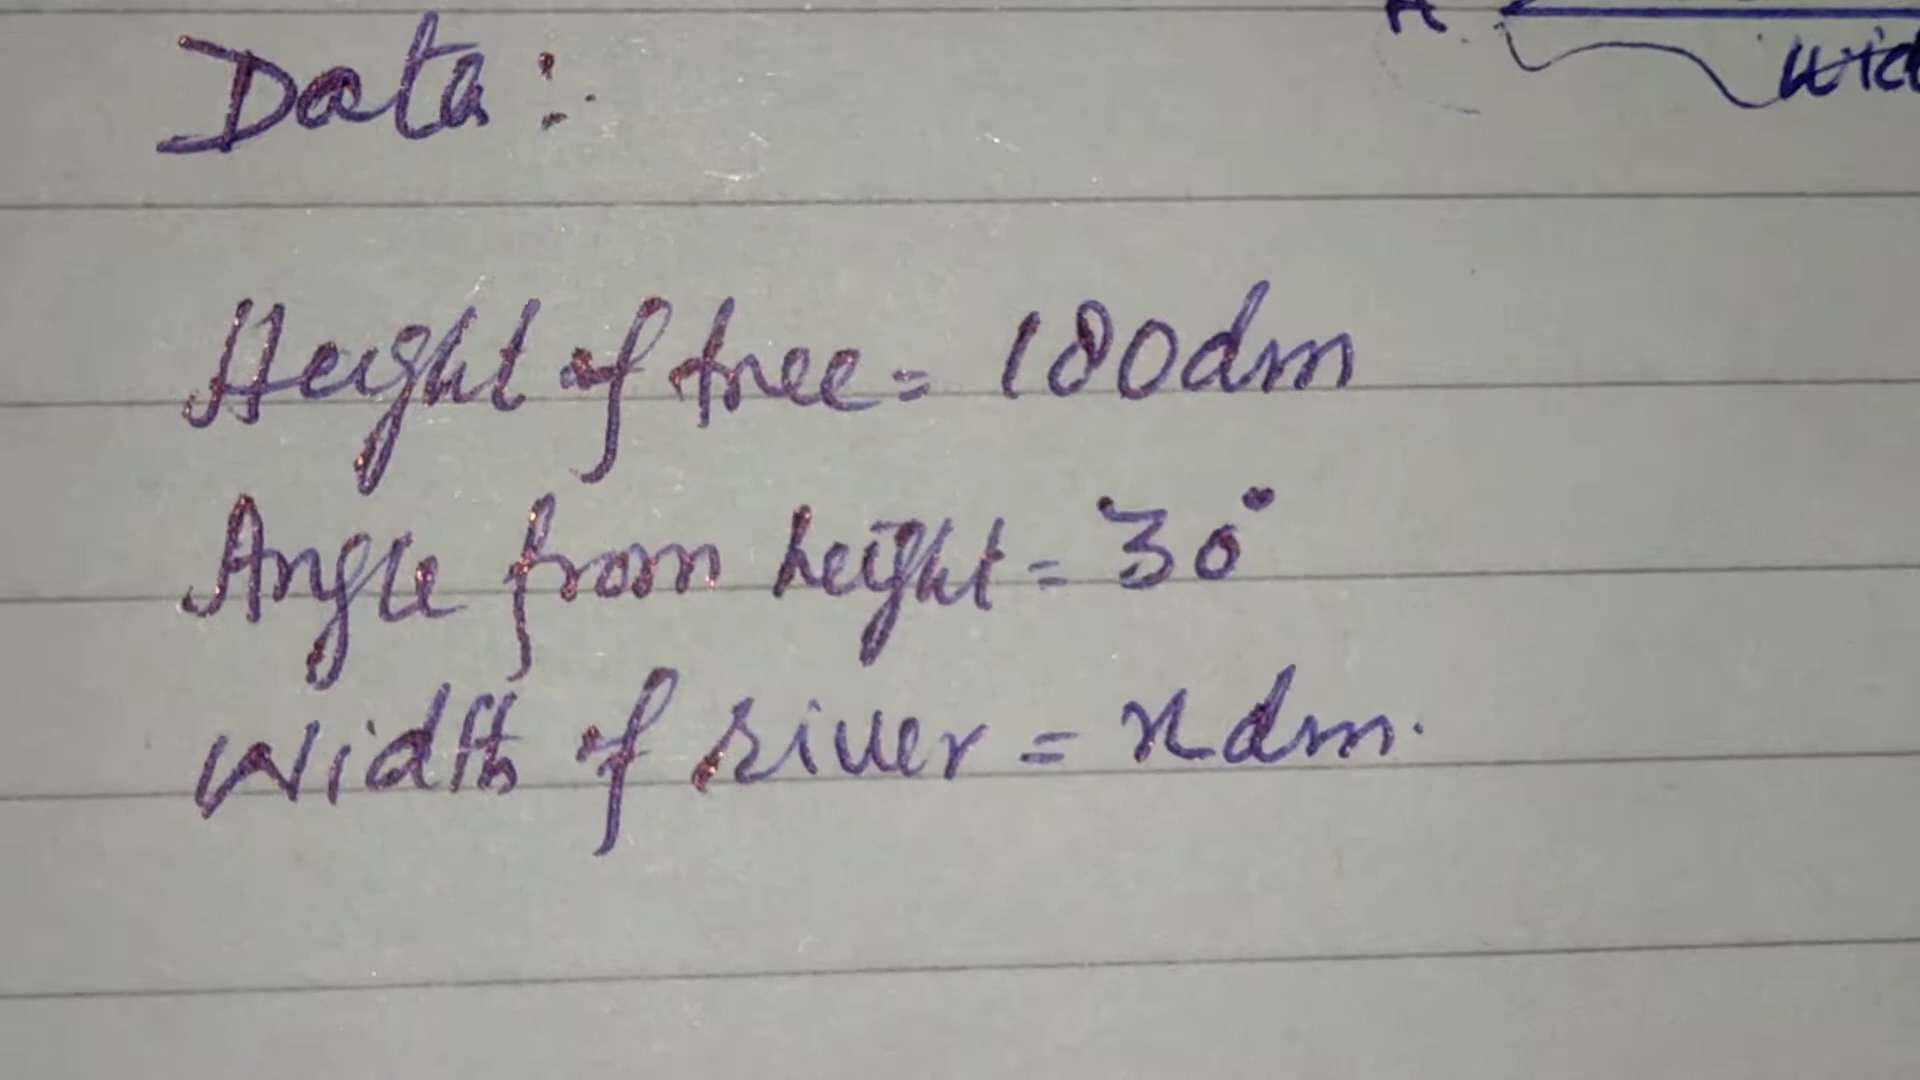 Data:
A
Height of tree = 180dm
Angle from height = 30°
Width of river = x dm.